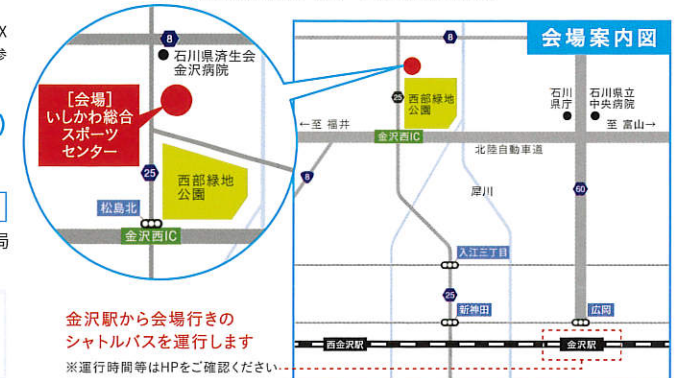 X
参
)
局
会場案内図
8
石川県済生会
金沢病院
[会場]
いしかわ総合
スポーツ
センター
25
西部緑地
公園
松島北
金沢西IC
8
25
西部緑地
公園
石川
県庁
石川県立
中央病院
←至 福井
至 富山→
金沢西IC
北陸自動車道
8
60
犀川
入江三丁目
25
新神田
広岡
西金沢駅
金沢駅
金沢駅から会場行きの
シャトルバスを運行します
※運行時間等はHPをご確認ください